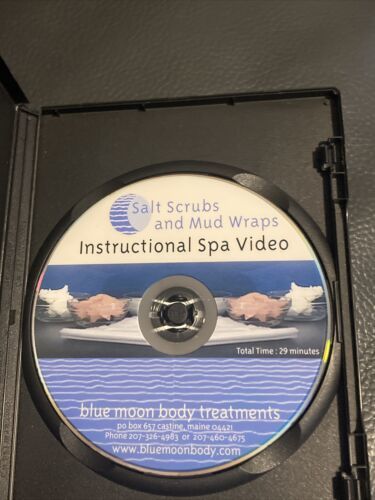 Salt Scrubs
and Mud Wraps
Instructional Spa Video
Total Time : 29 minutes
blue moon body treatments
po box 657 castine, maine 04421
Phone 207-326-4983 or 207-460-4675
www.bluemoonbody.com